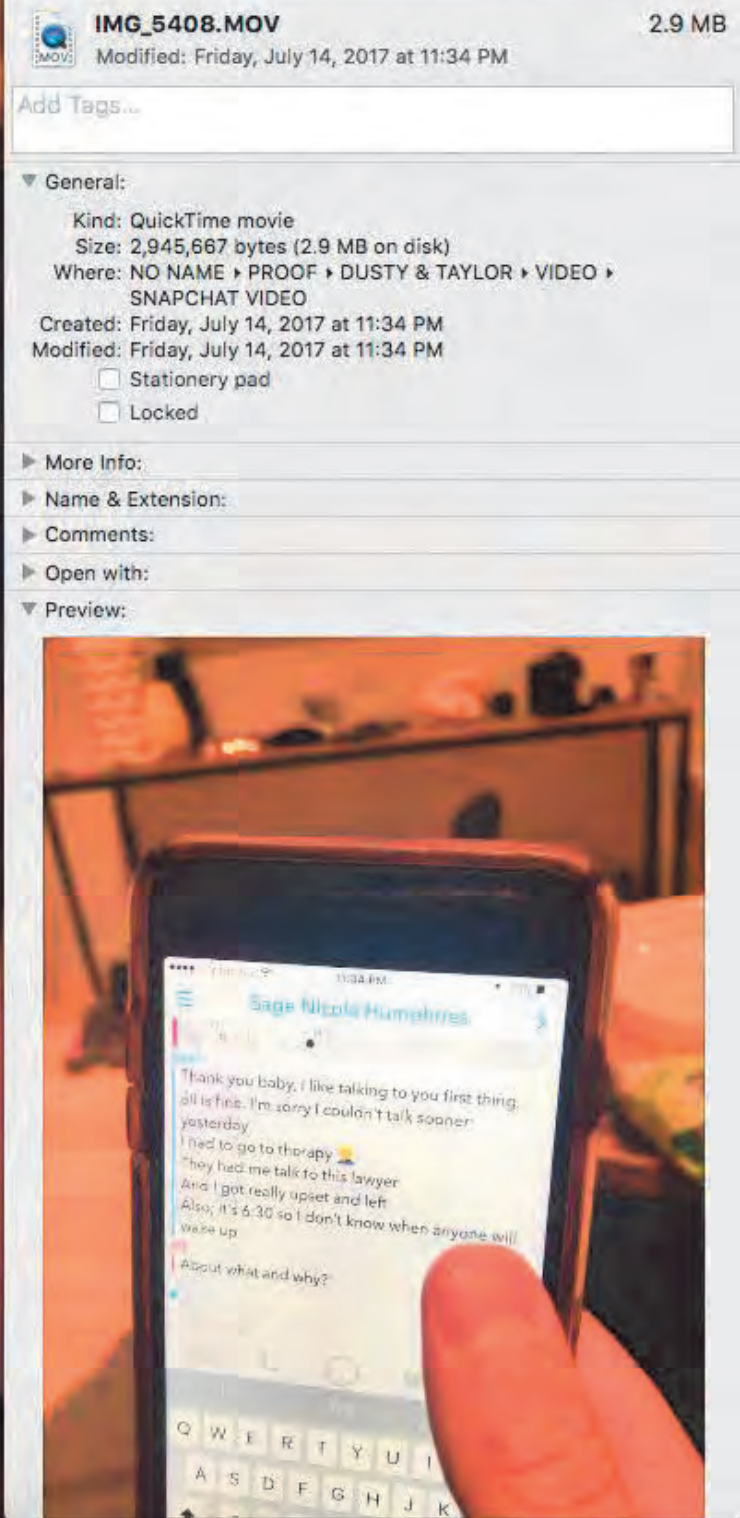 IMG_5408.MOV 2.9 MB
Modified: Friday, July 14, 2017 at 11:34 PM
MOV
Add Tags...
▼ General:
Kind: QuickTime movie
Size: 2,945,667 bytes (2.9 MB on disk)
Where: NO NAME ▸ PROOF ▸ DUSTY & TAYLOR ▸ VIDEO ▸
SNAPCHAT VIDEO
Created: Friday, July 14, 2017 at 11:34 PM
Modified: Friday, July 14, 2017 at 11:34 PM
Stationery pad
Locked
▶ More Info:
▶ Name & Extension:
▶ Comments:
▶ Open with:
▼ Preview:
11:34 PM
Sage Nicole Humphries
Thank you baby, I like talking to you first thing.
all is fine. I'm sorry I couldn't talk sooner
yesterday
I had to go to therapy
They had me talk to this lawyer
And I got really upset and left
Also, it's 6:30 so I don't know when anyone will
wake up
About what and why?
Q W E R T Y U I
A S D F G H J K